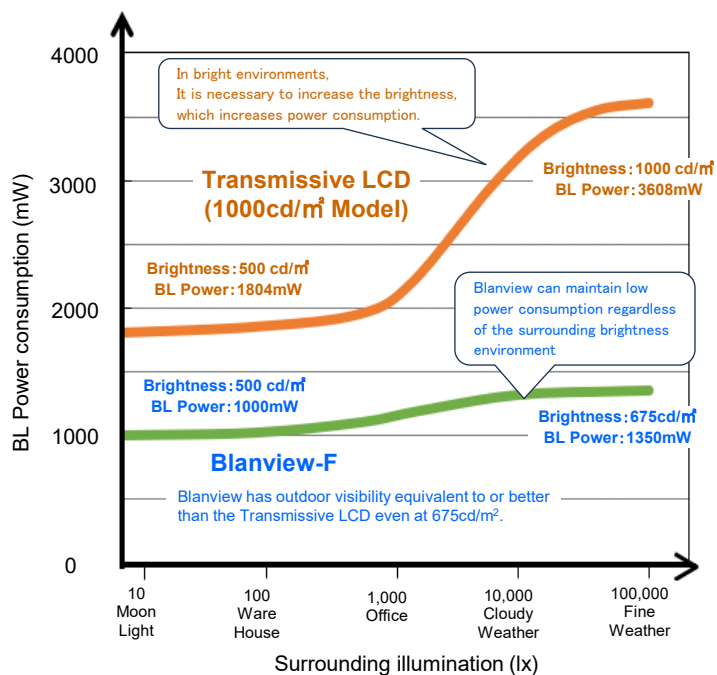 4000
In bright environments,
It is necessary to increase the brightness,
which increases power consumption.
Transmissive LCD
(1000cd/㎡ Model)
Brightness：1000 cd/㎡
BL Power：3608mW
3000
Brightness：500 cd/㎡
BL Power：1804mW
Blanview can maintain low
power consumption regardless
of the surrounding brightness
environment
2000
Brightness：500 cd/㎡
BL Power：1000mW
Brightness：675cd/㎡
BL Power：1350mW
1000
Blanview-F
Blanview has outdoor visibility equivalent to or better
than the Transmissive LCD even at 675cd/m².
0
BL Power consumption (mW)
10
Moon
Light
100
Ware
House
1,000
Office
10,000
Cloudy
Weather
100,000
Fine
Weather
Surrounding illumination (lx)